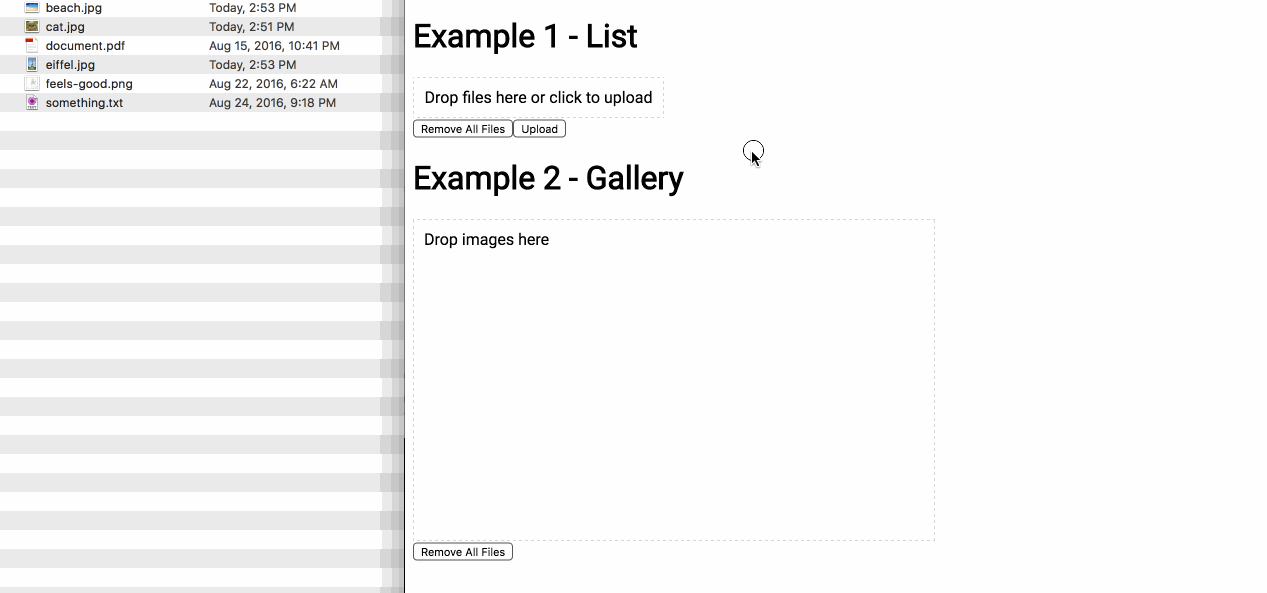 beach.jpg Today, 2:53 PM
cat.jpg Today, 2:51 PM
document.pdf Aug 15, 2016, 10:41 PM
eiffel.jpg Today, 2:53 PM
feels-good.png Aug 22, 2016, 6:22 AM
something.txt Aug 24, 2016, 9:18 PM
Example 1 - List
Drop files here or click to upload
Remove All Files Upload
Example 2 - Gallery
Drop images here
Remove All Files